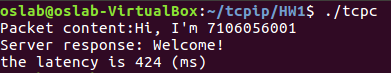 oslab@oslab-VirtualBox:~/tcpip/HW1$ ./tcpc
Packet content:Hi, I'm 7106056001
Server response: Welcome!
the latency is 424 (ms)